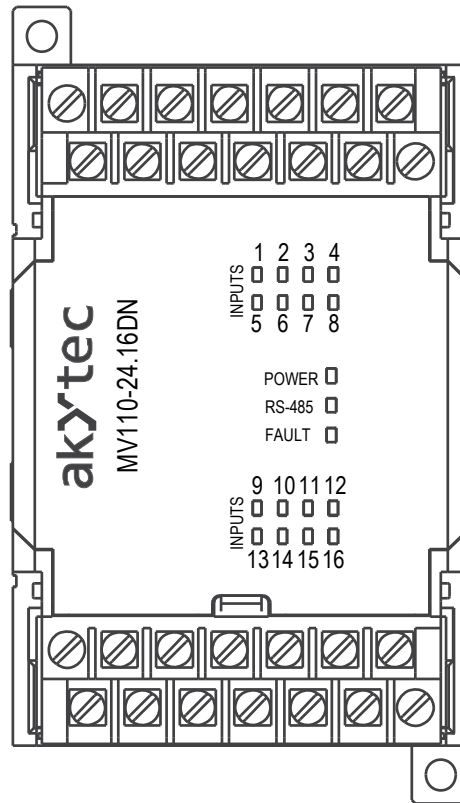 akytec
MV110-24.16DN
INPUTS
1 2 3 4
5 6 7 8
POWER
RS-485
FAULT
INPUTS
9 10 11 12
13 14 15 16